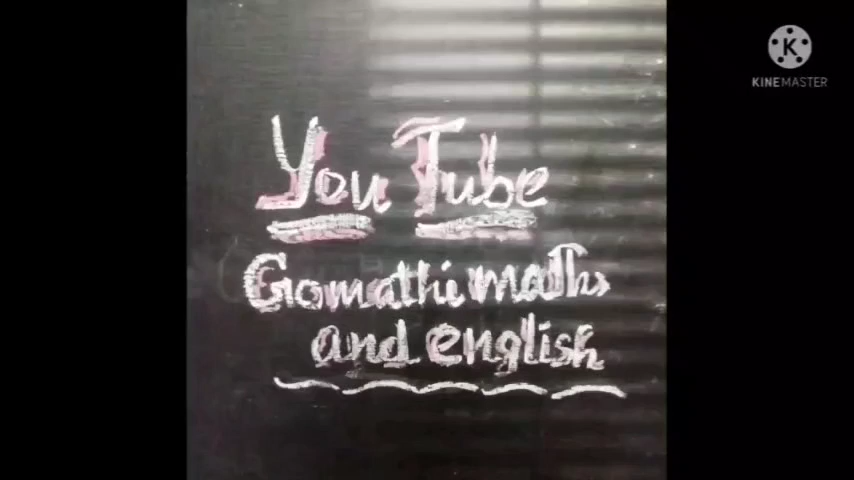 You Tube
Gomathi maths
and english
K
KINEMASTER